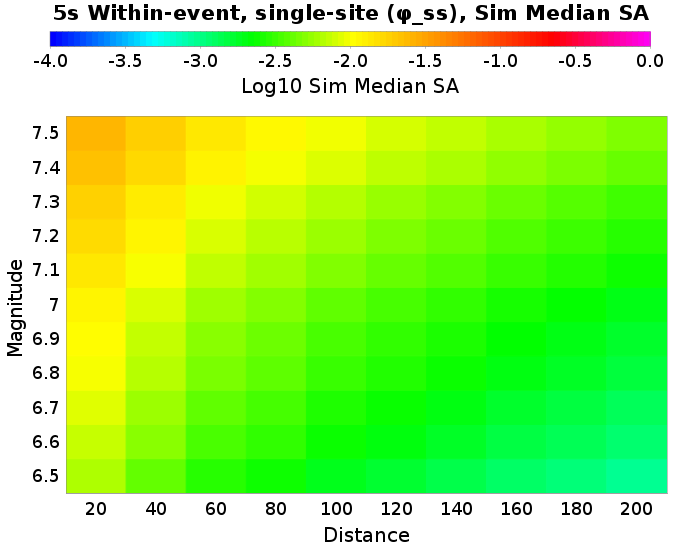 5s Within-event, single-site (φ_ss), Sim Median SA
-4.0 -3.5 -3.0 -2.5 -2.0 -1.5 -1.0 -0.5 0.0
Log10 Sim Median SA
7.5
7.4
7.3
7.2
7.1
7
6.9
6.8
6.7
6.6
6.5
Magnitude
20 40 60 80 100 120 140 160 180 200
Distance